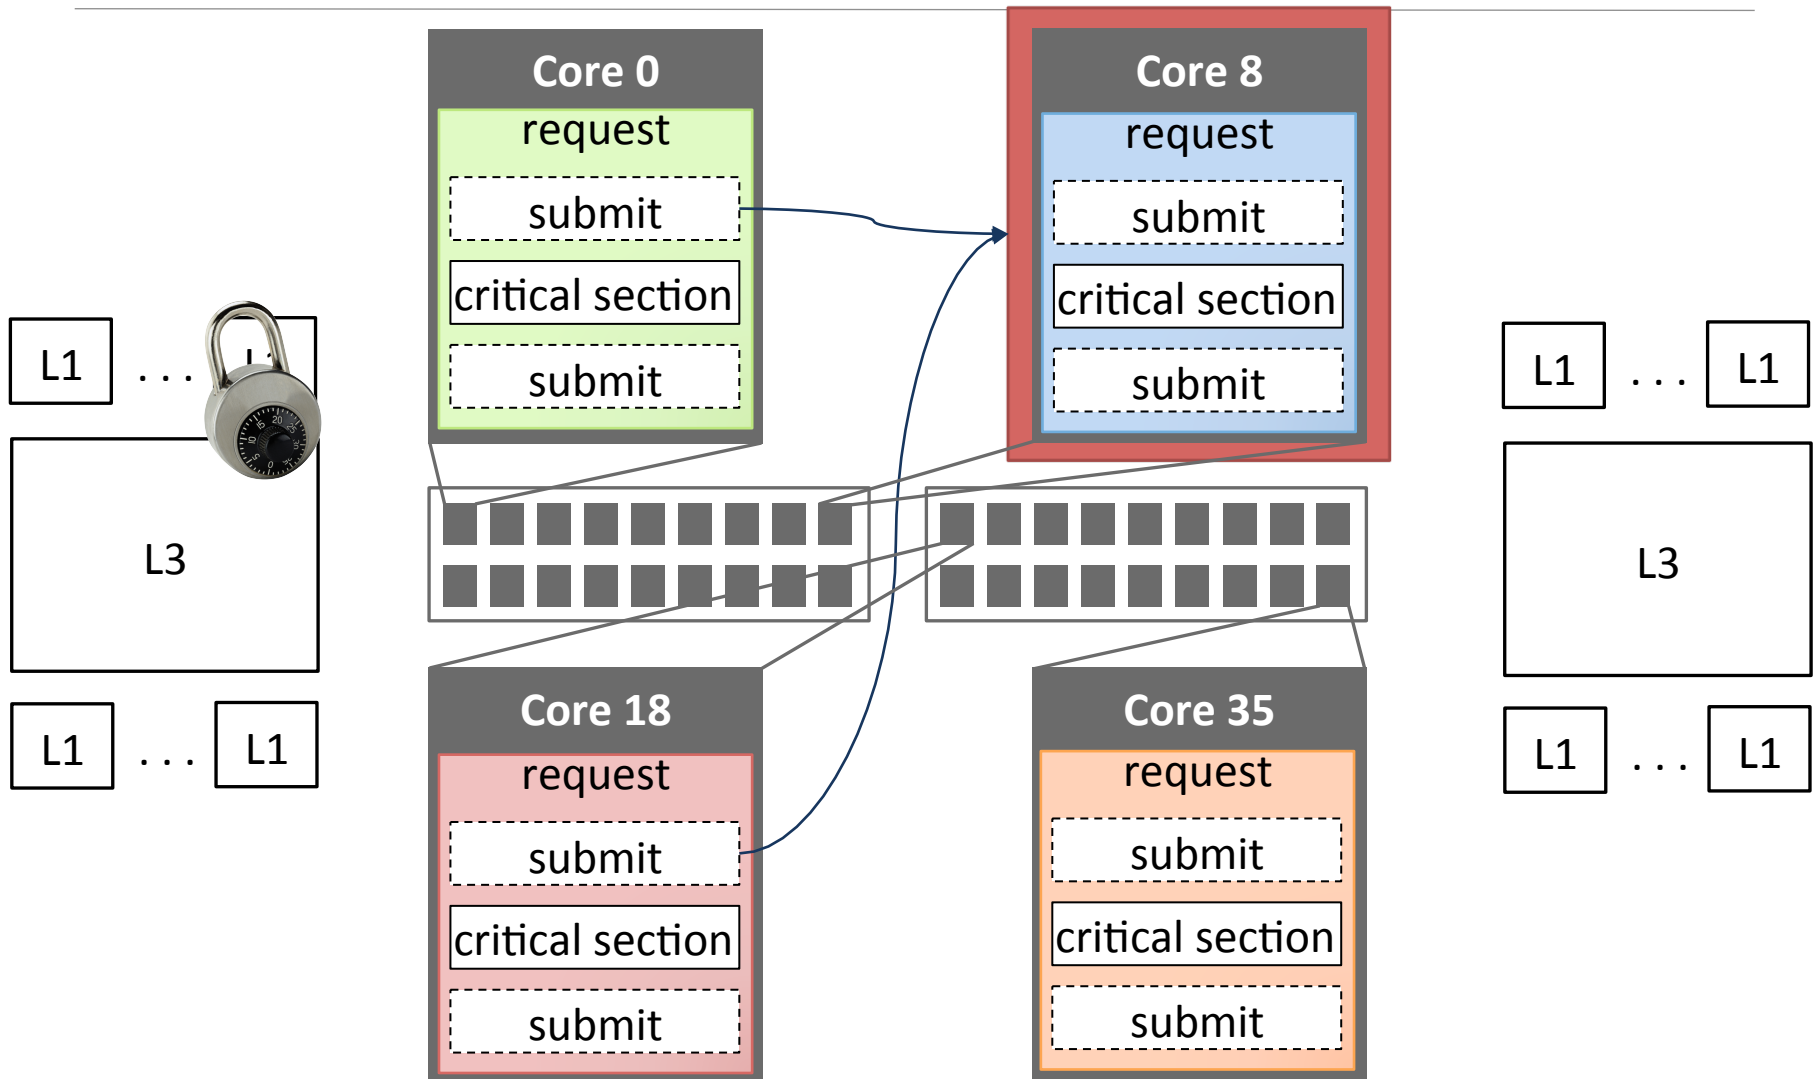 Core 0
request
submit
critical section
submit
Core 8
request
submit
critical section
submit
L1 . . .
L3
L1 . . . L1
L1 . . . L1
L3
L1 . . . L1
Core 18
request
submit
critical section
submit
Core 35
request
submit
critical section
submit